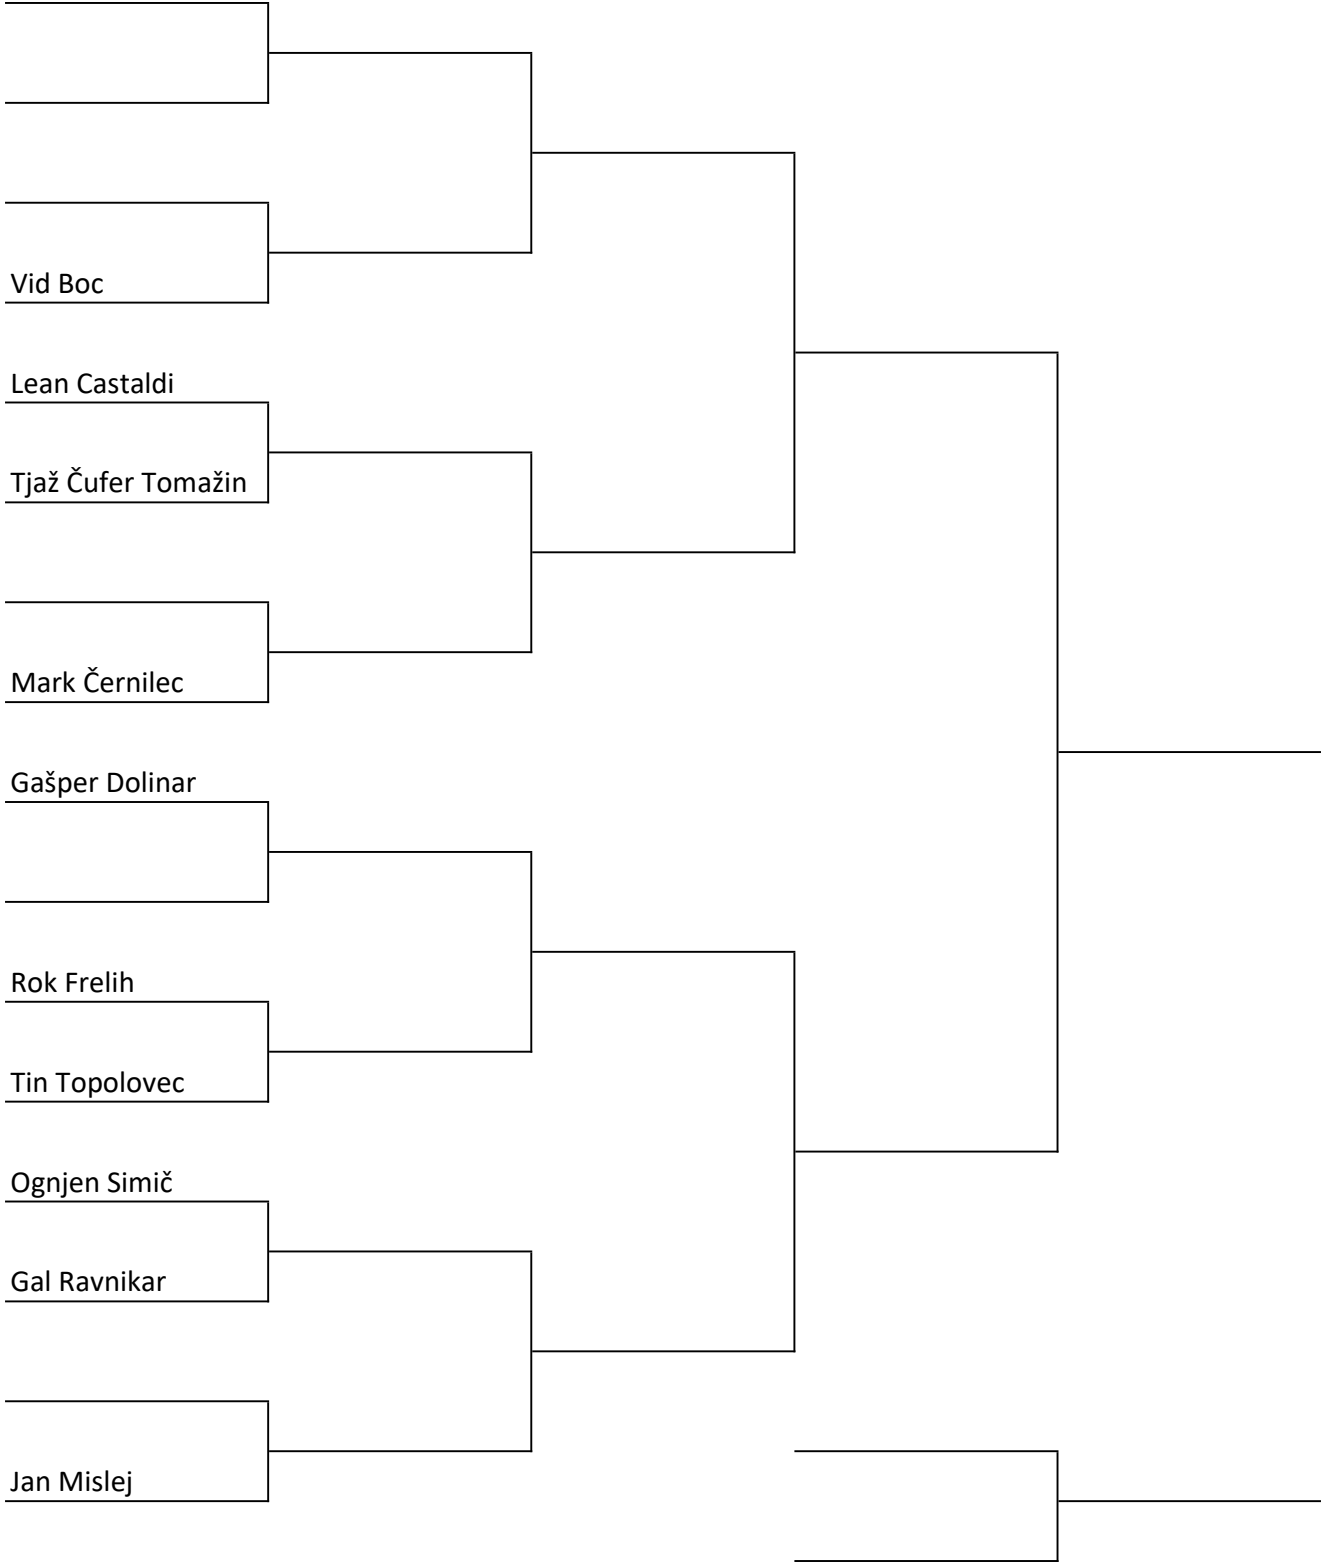 Vid Boc
Lean Castaldi
Tjaž Čufer Tomažin
Mark Černilec
Gašper Dolinar
Rok Frelih
Tin Topolovec
Ognjen Simič
Gal Ravnikar
Jan Mislej